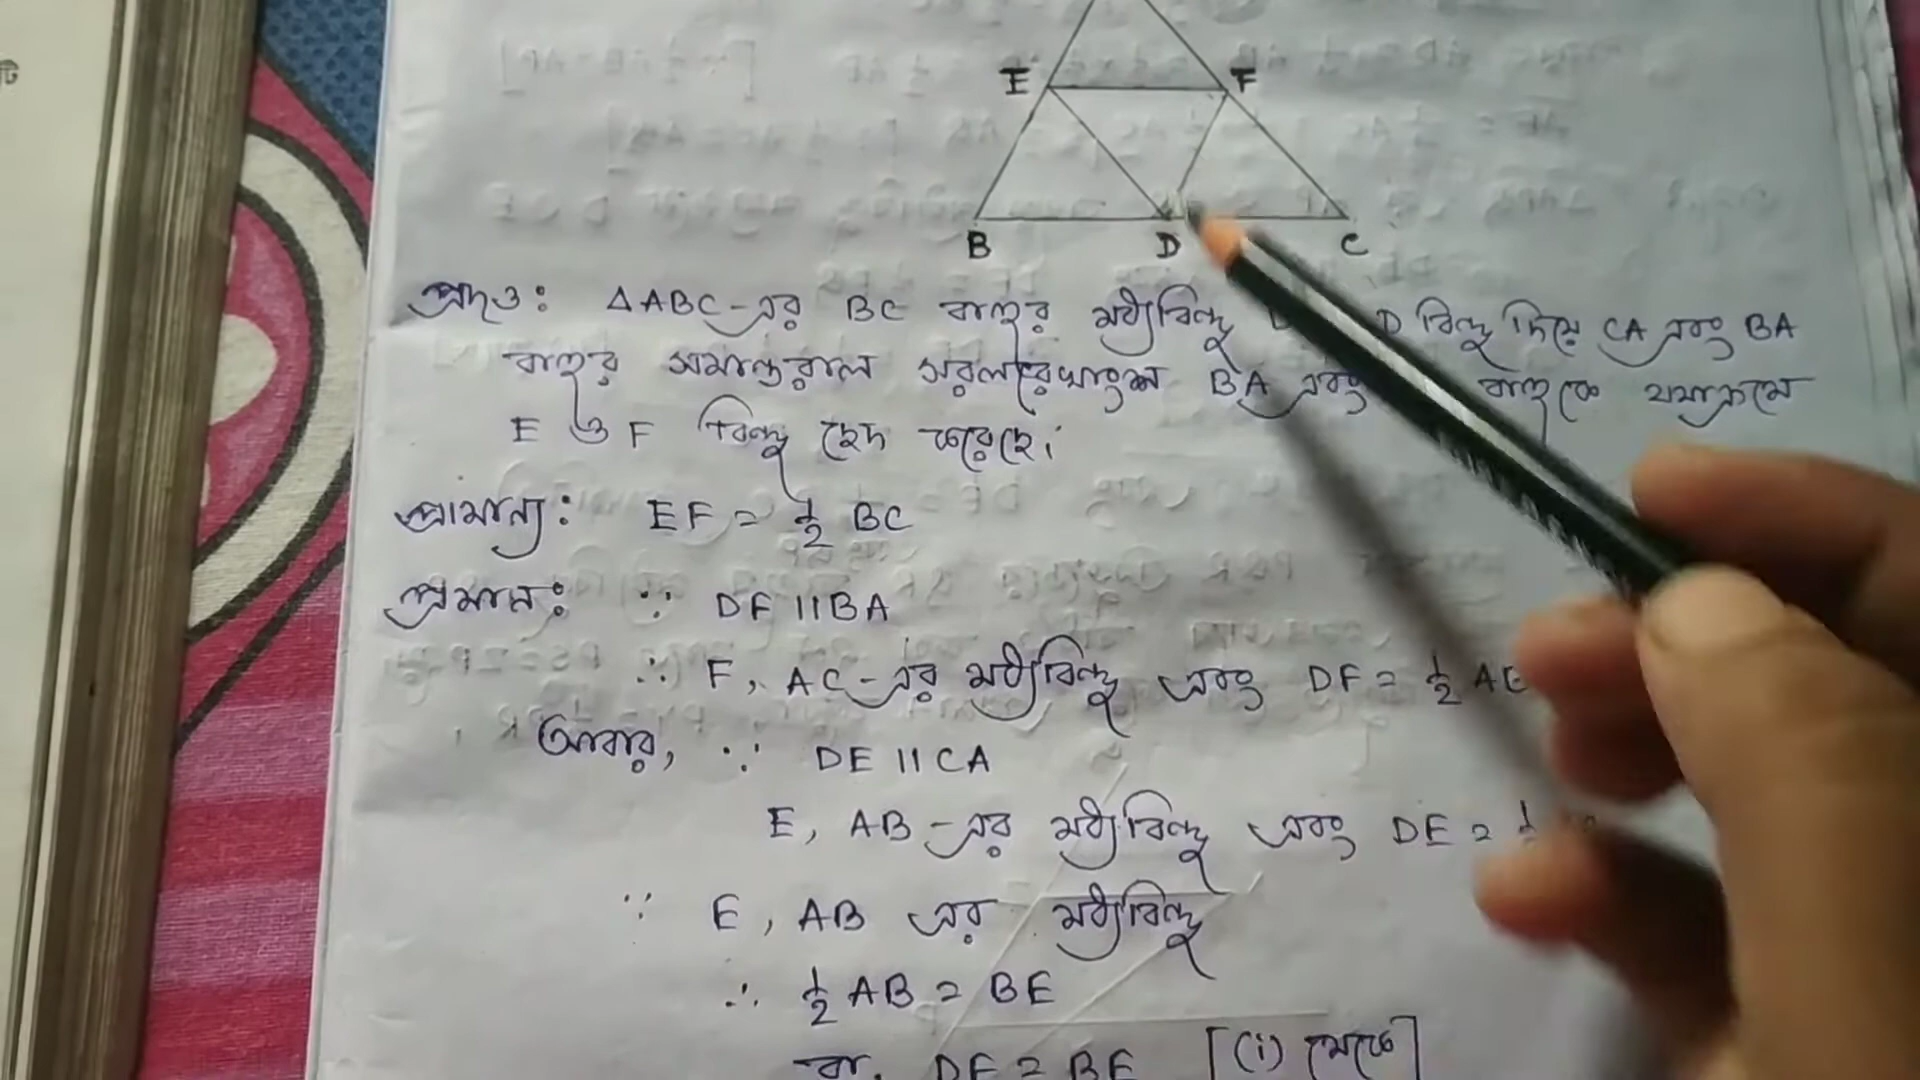 E F
B D C
প্রদত্ত: ΔABC-এর BC বাহুর মধ্যবিন্দু D বিন্দু দিয়ে CA এবং BA
বাহুর সমান্তরাল সরলরেখাংশ BA এবং বাহুকে যথাক্রমে
E ও F বিন্দু ছেদ করেছে।
প্রামান্য: EF = ½ BC
প্রমান: ∵ DF || BA
∴ F, AC-এর মধ্যবিন্দু এবং DF = ½
আবার, ∵ DE || CA
E, AB-এর মধ্যবিন্দু এবং DE =
∵ E, AB এর মধ্যবিন্দু
∴ ½ AB = BE
বা, DF = BE [(i) থেকে]